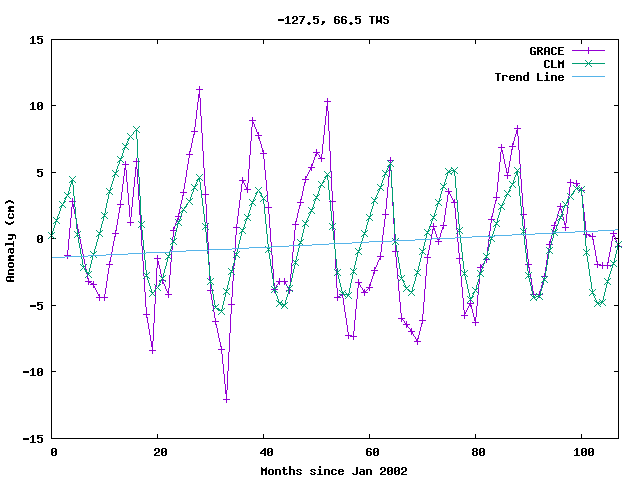 -127.5, 66.5 TWS
GRACE
CLM
Trend Line
15
10
5
0
-5
-10
-15
Anomaly (cm)
0 20 40 60 80 100
Months since Jan 2002